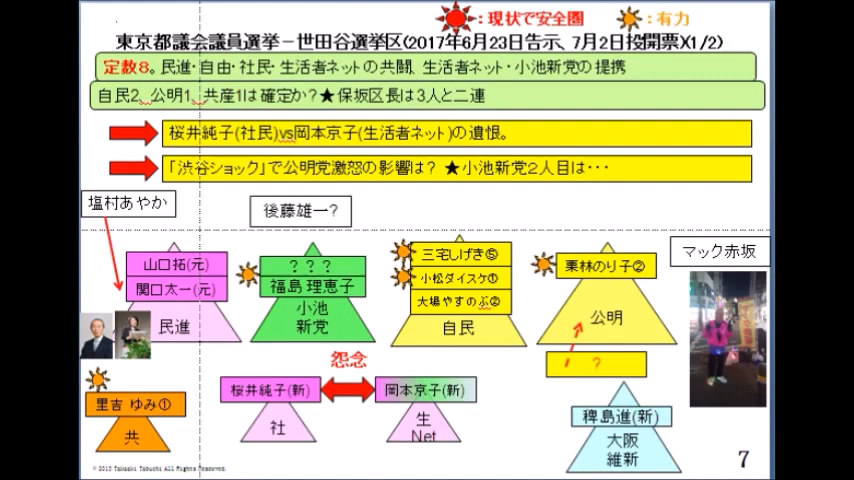 ：現状で安全圏
：有力
東京都議会議員選挙－世田谷選挙区(2017年6月23日告示、7月2日投開票)(1/2)
定数8。民進・自由・社民・生活者ネットの共闘、生活者ネット・小池新党の提携
自民2、公明1、共産1は確定か？★保坂区長は3人と二連
桜井純子(社民)vs岡本京子(生活者ネット)の遺恨。
「渋谷ショック」で公明党激怒の影響は？ ★小池新党２人目は・・・
塩村あやか
後藤雄一?
マック赤坂
山口拓(元)
関口太一(元)
民進
？？？
福島 理恵子
小池
新党
三宅しげき⑤
小松ダイスケ①
大場やすのぶ②
自民
栗林のり子②
公明
？
怨念
里吉 ゆみ①
共
桜井純子(新)
社
岡本京子(新)
生
Net
稗島進(新)
大阪
維新
© 2013 Takaaki Tabuchi All Rights Reserved.
7